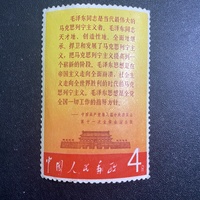 毛泽东同志是当代最伟大的
马克思列宁主义者。毛泽东同志
天才地、创造性地、全面地继
承、捍卫和发展了马克思列宁主
义，把马克思列宁主义提高到一
个崭新的阶段。毛泽东思想是在
帝国主义走向全面崩溃，社会主
义走向全世界胜利的时代的马克
思列宁主义。毛泽东思想是全党
全国一切工作的指导方针。
中国人民邮政
4